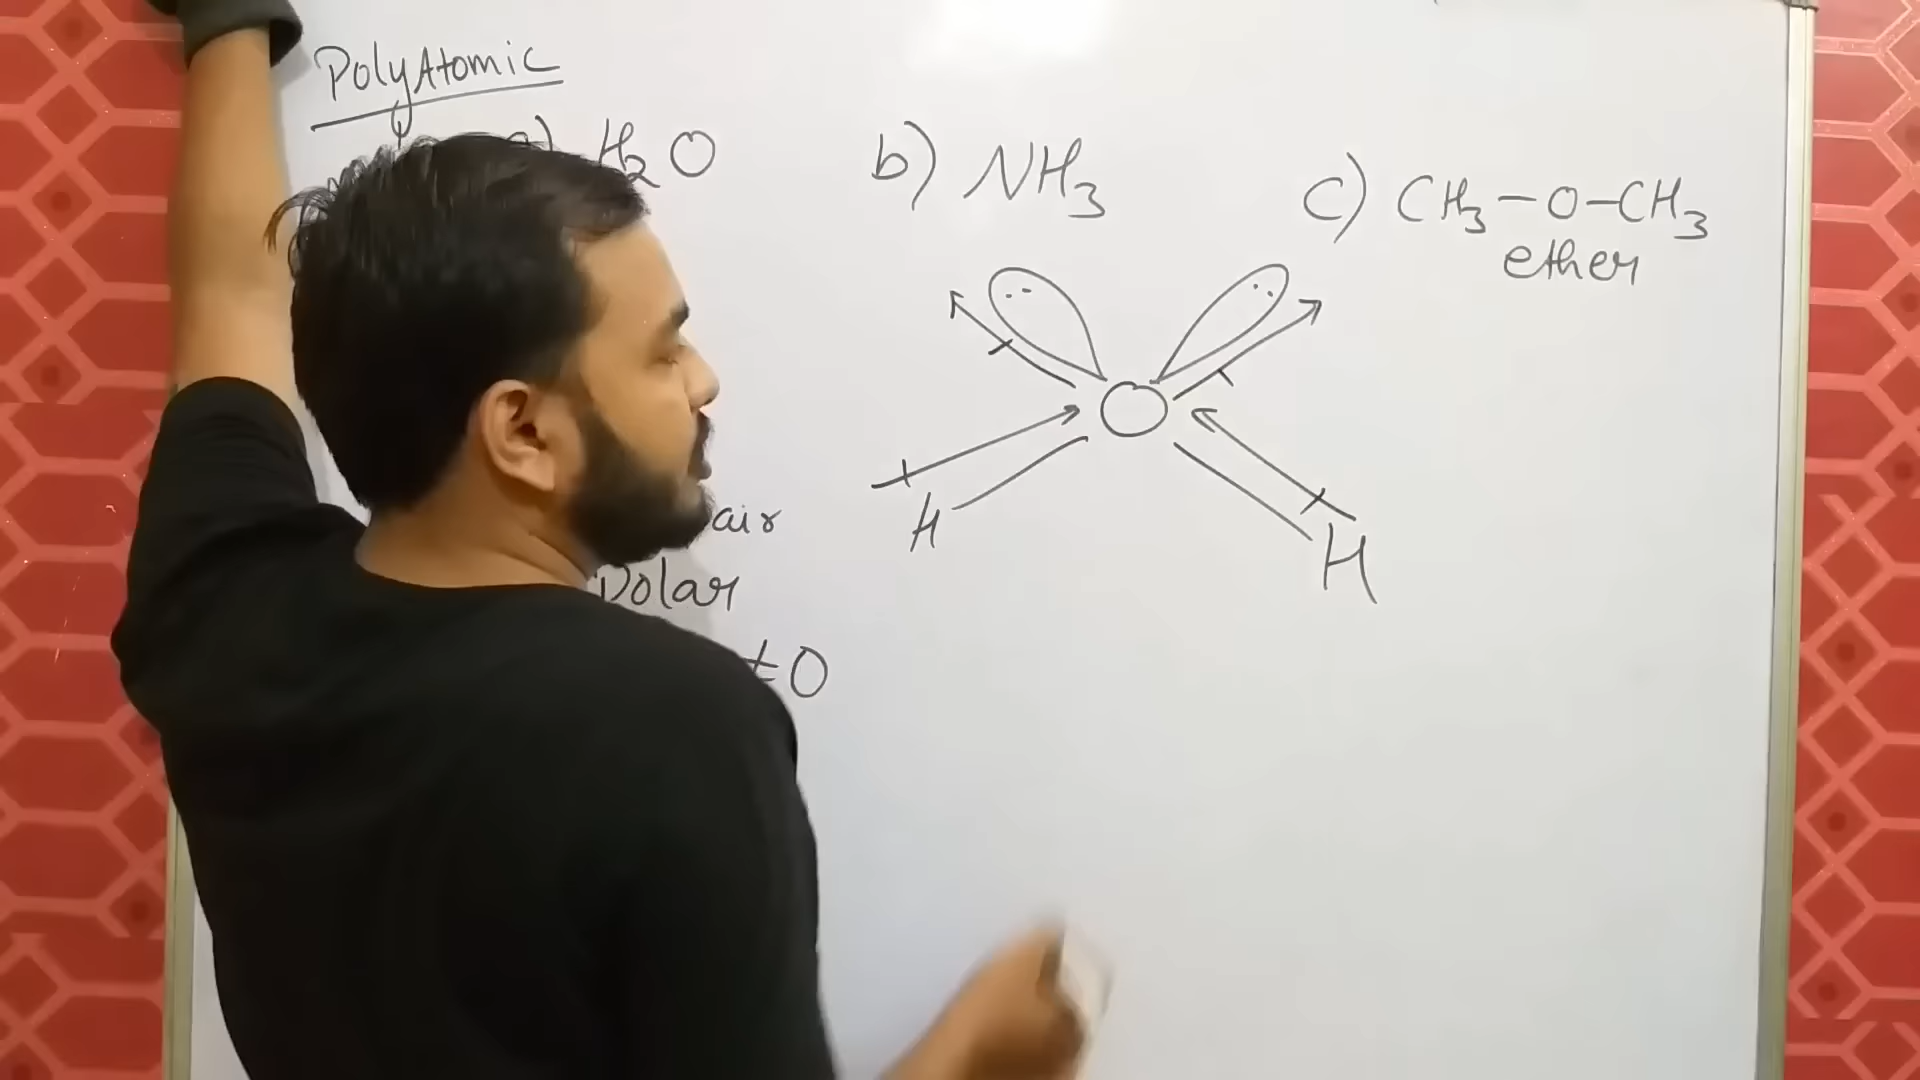 PolyAtomic
a) H2O
b) NH3
c) CH3-O-CH3
ether
H
H
air
Polar
≠0